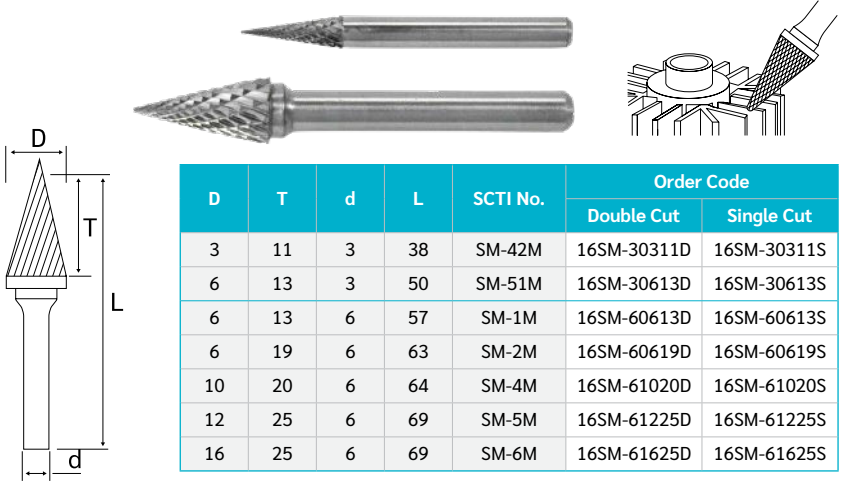 D
T
L
d
D T d L SCTI No. Order Code
Double Cut Single Cut
3 11 3 38 SM-42M 16SM-30311D 16SM-30311S
6 13 3 50 SM-51M 16SM-30613D 16SM-30613S
6 13 6 57 SM-1M 16SM-60613D 16SM-60613S
6 19 6 63 SM-2M 16SM-60619D 16SM-60619S
10 20 6 64 SM-4M 16SM-61020D 16SM-61020S
12 25 6 69 SM-5M 16SM-61225D 16SM-61225S
16 25 6 69 SM-6M 16SM-61625D 16SM-61625S